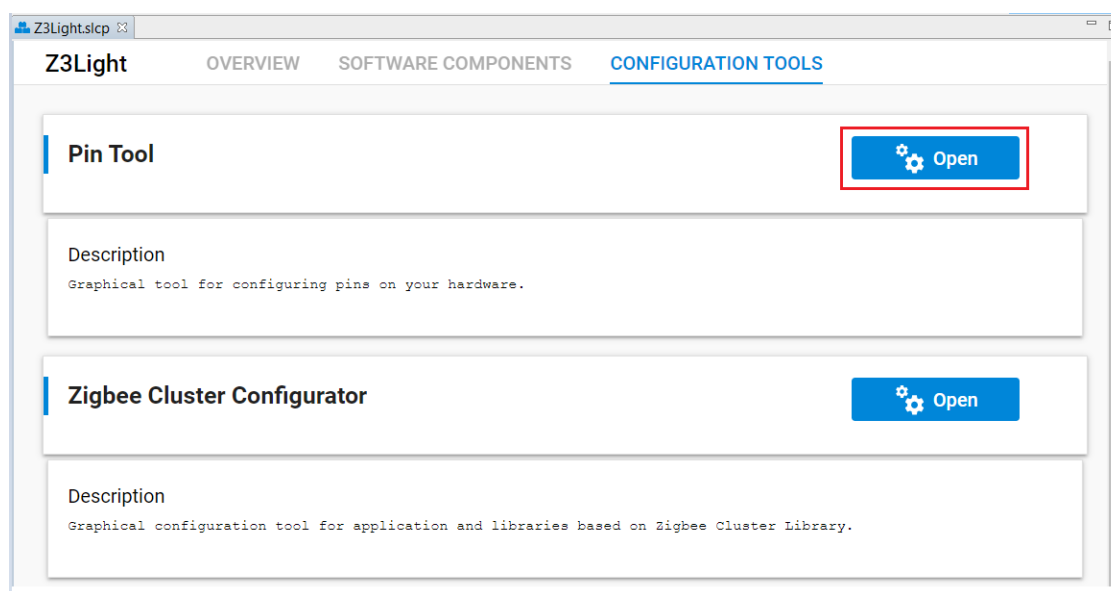 Z3Light.slcp
Z3Light OVERVIEW SOFTWARE COMPONENTS CONFIGURATION TOOLS
Pin Tool Open
Description
Graphical tool for configuring pins on your hardware.
Zigbee Cluster Configurator Open
Description
Graphical configuration tool for application and libraries based on Zigbee Cluster Library.